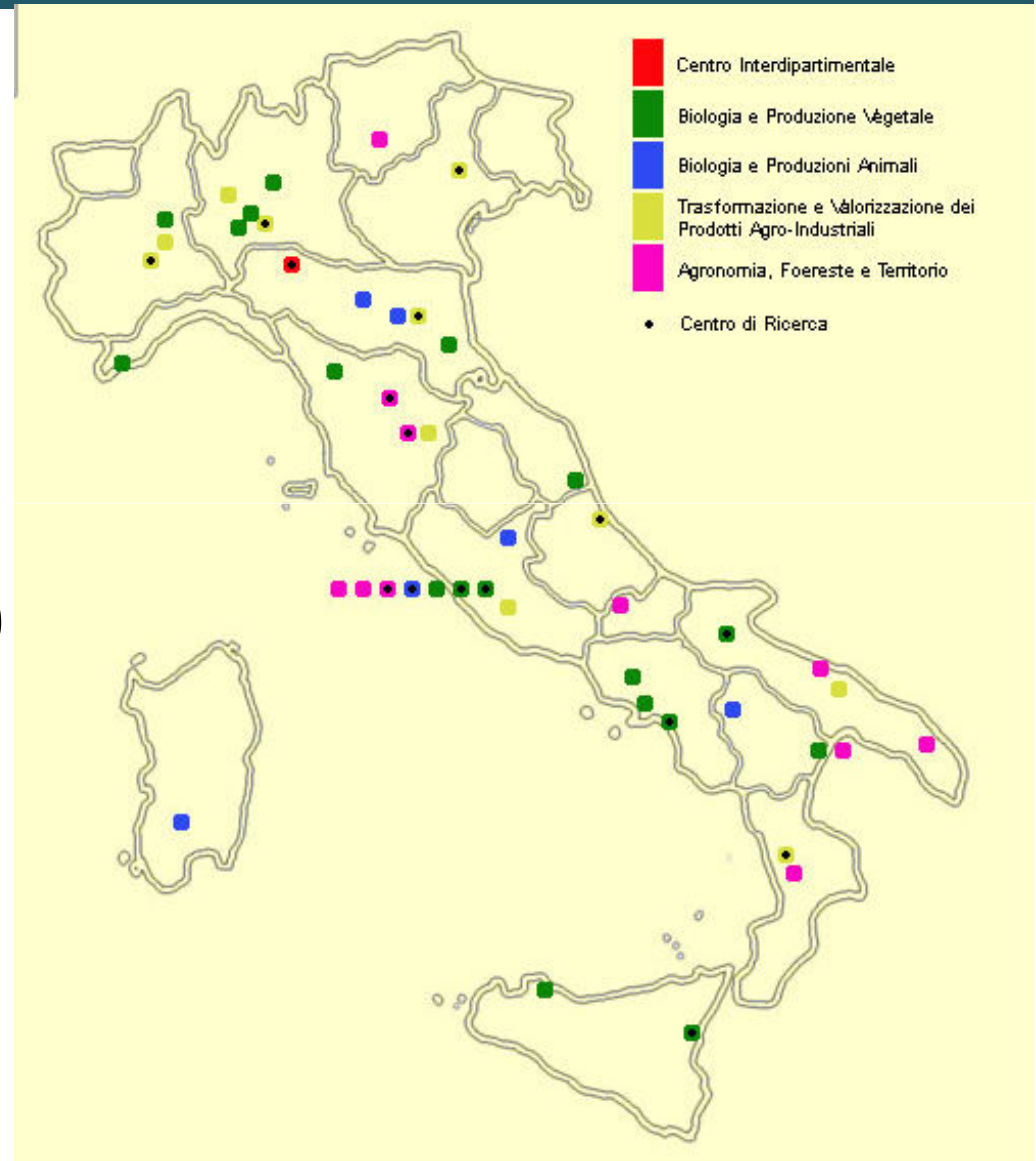 Centro Interdipartimentale
Biologia e Produzione Vegetale
Biologia e Produzioni Animali
Trasformazione e Valorizzazione dei
Prodotti Agro-Industriali
Agronomia, Foereste e Territorio
Centro di Ricerca
)